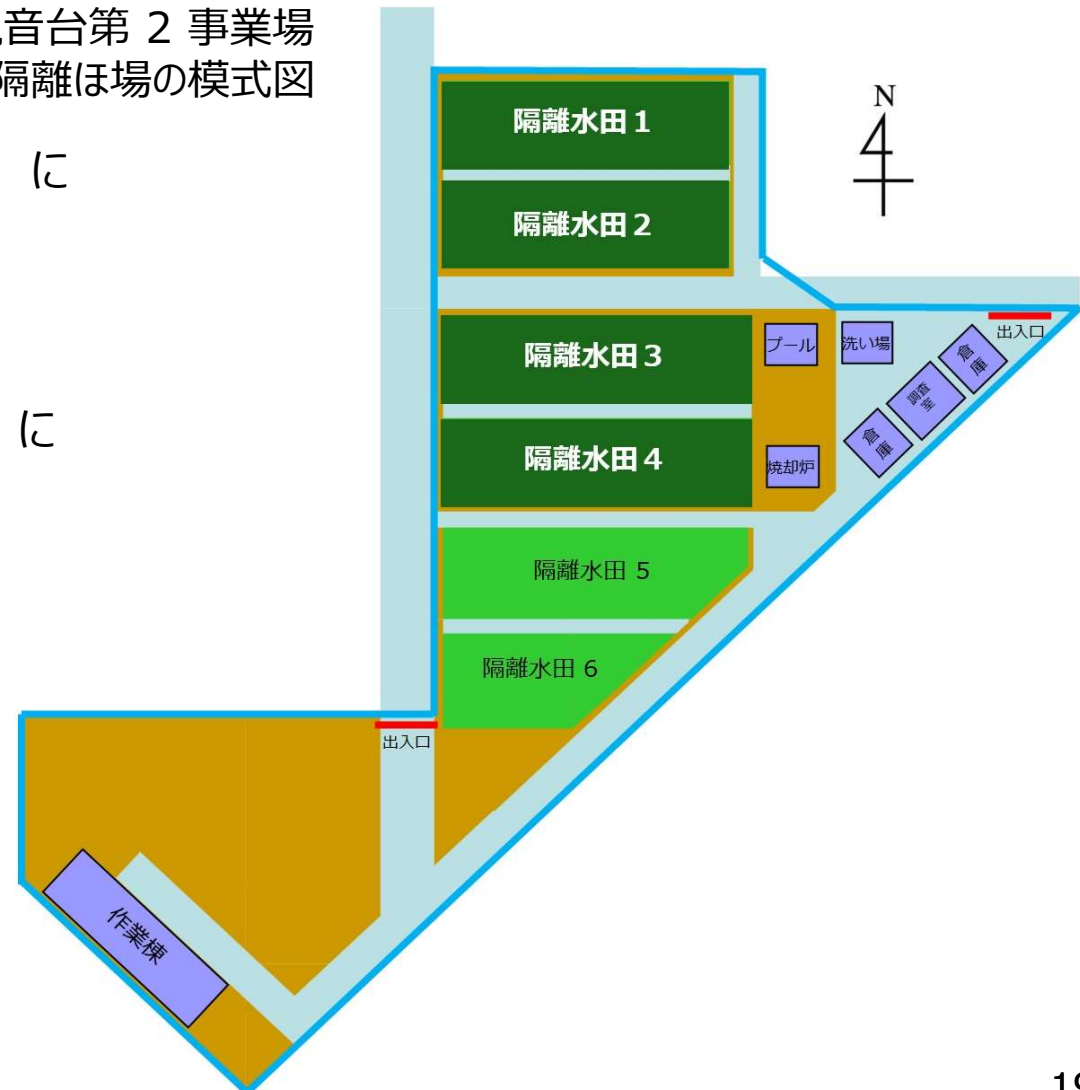 音台第 2 事業場
隔離ほ場の模式図
に
に
N
隔離水田1
隔離水田2
隔離水田3
プール
洗い場
出入口
倉庫
調査室
倉庫
隔離水田4
焼却炉
隔離水田 5
隔離水田 6
出入口
作業棟
19